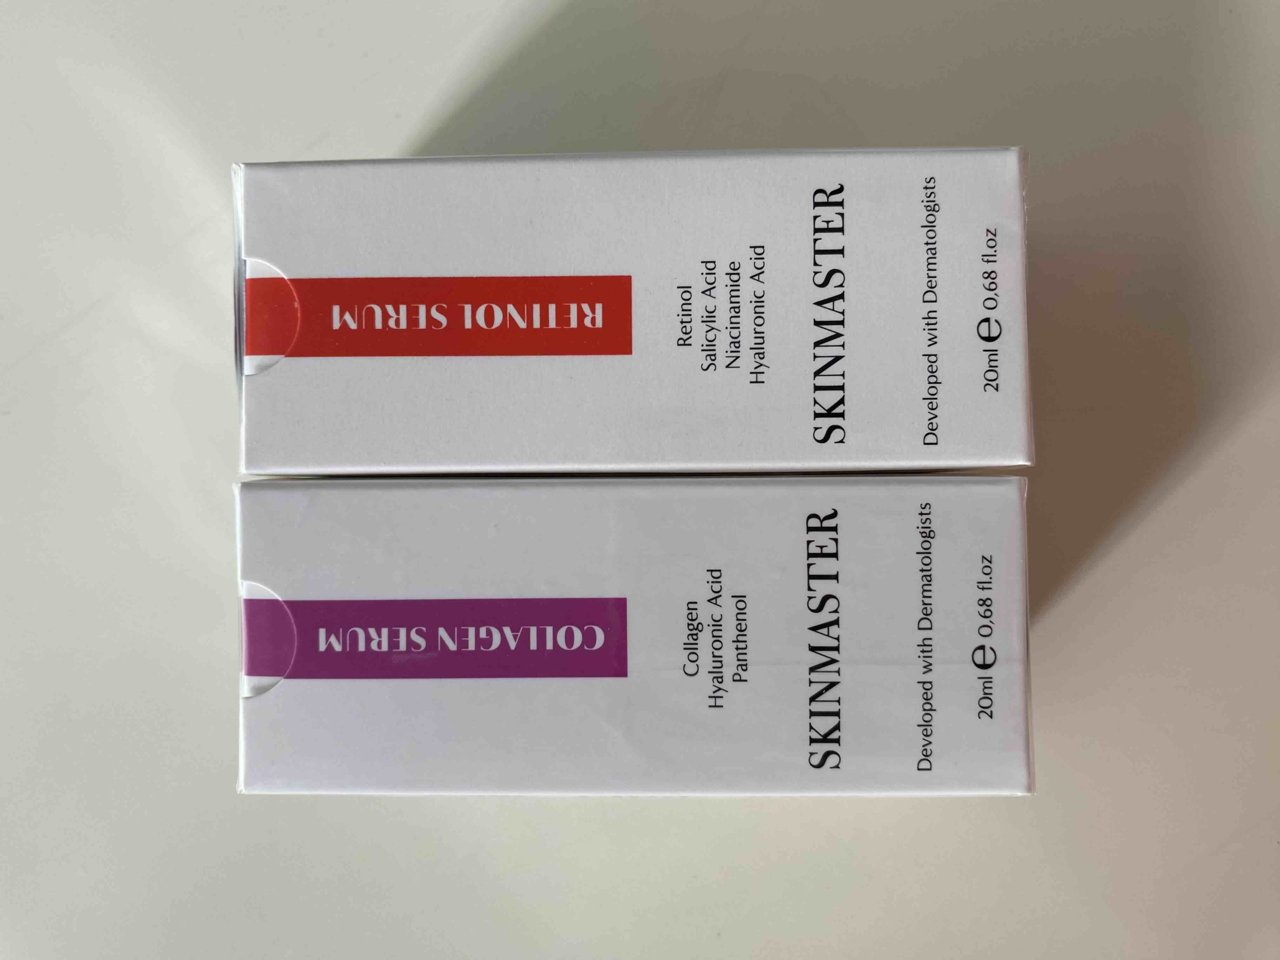 RETINOL SERUM
Retinol
Salicylic Acid
Niacinamide
Hyaluronic Acid
SKINMASTER
Developed with Dermatologists
20ml e 0,68 fl.oz
COLLAGEN SERUM
Collagen
Hyaluronic Acid
Panthenol
SKINMASTER
Developed with Dermatologists
20ml e 0,68 fl.oz